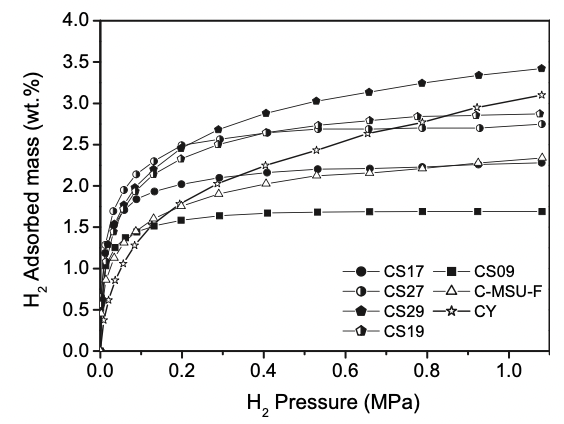 4.0
3.5
3.0
2.5
2.0
1.5
1.0
0.5
0.0
H2 Adsorbed mass (wt.%)
CS17
CS09
CS27
C-MSU-F
CS29
CY
CS19
0.0 0.2 0.4 0.6 0.8 1.0
H2 Pressure (MPa)